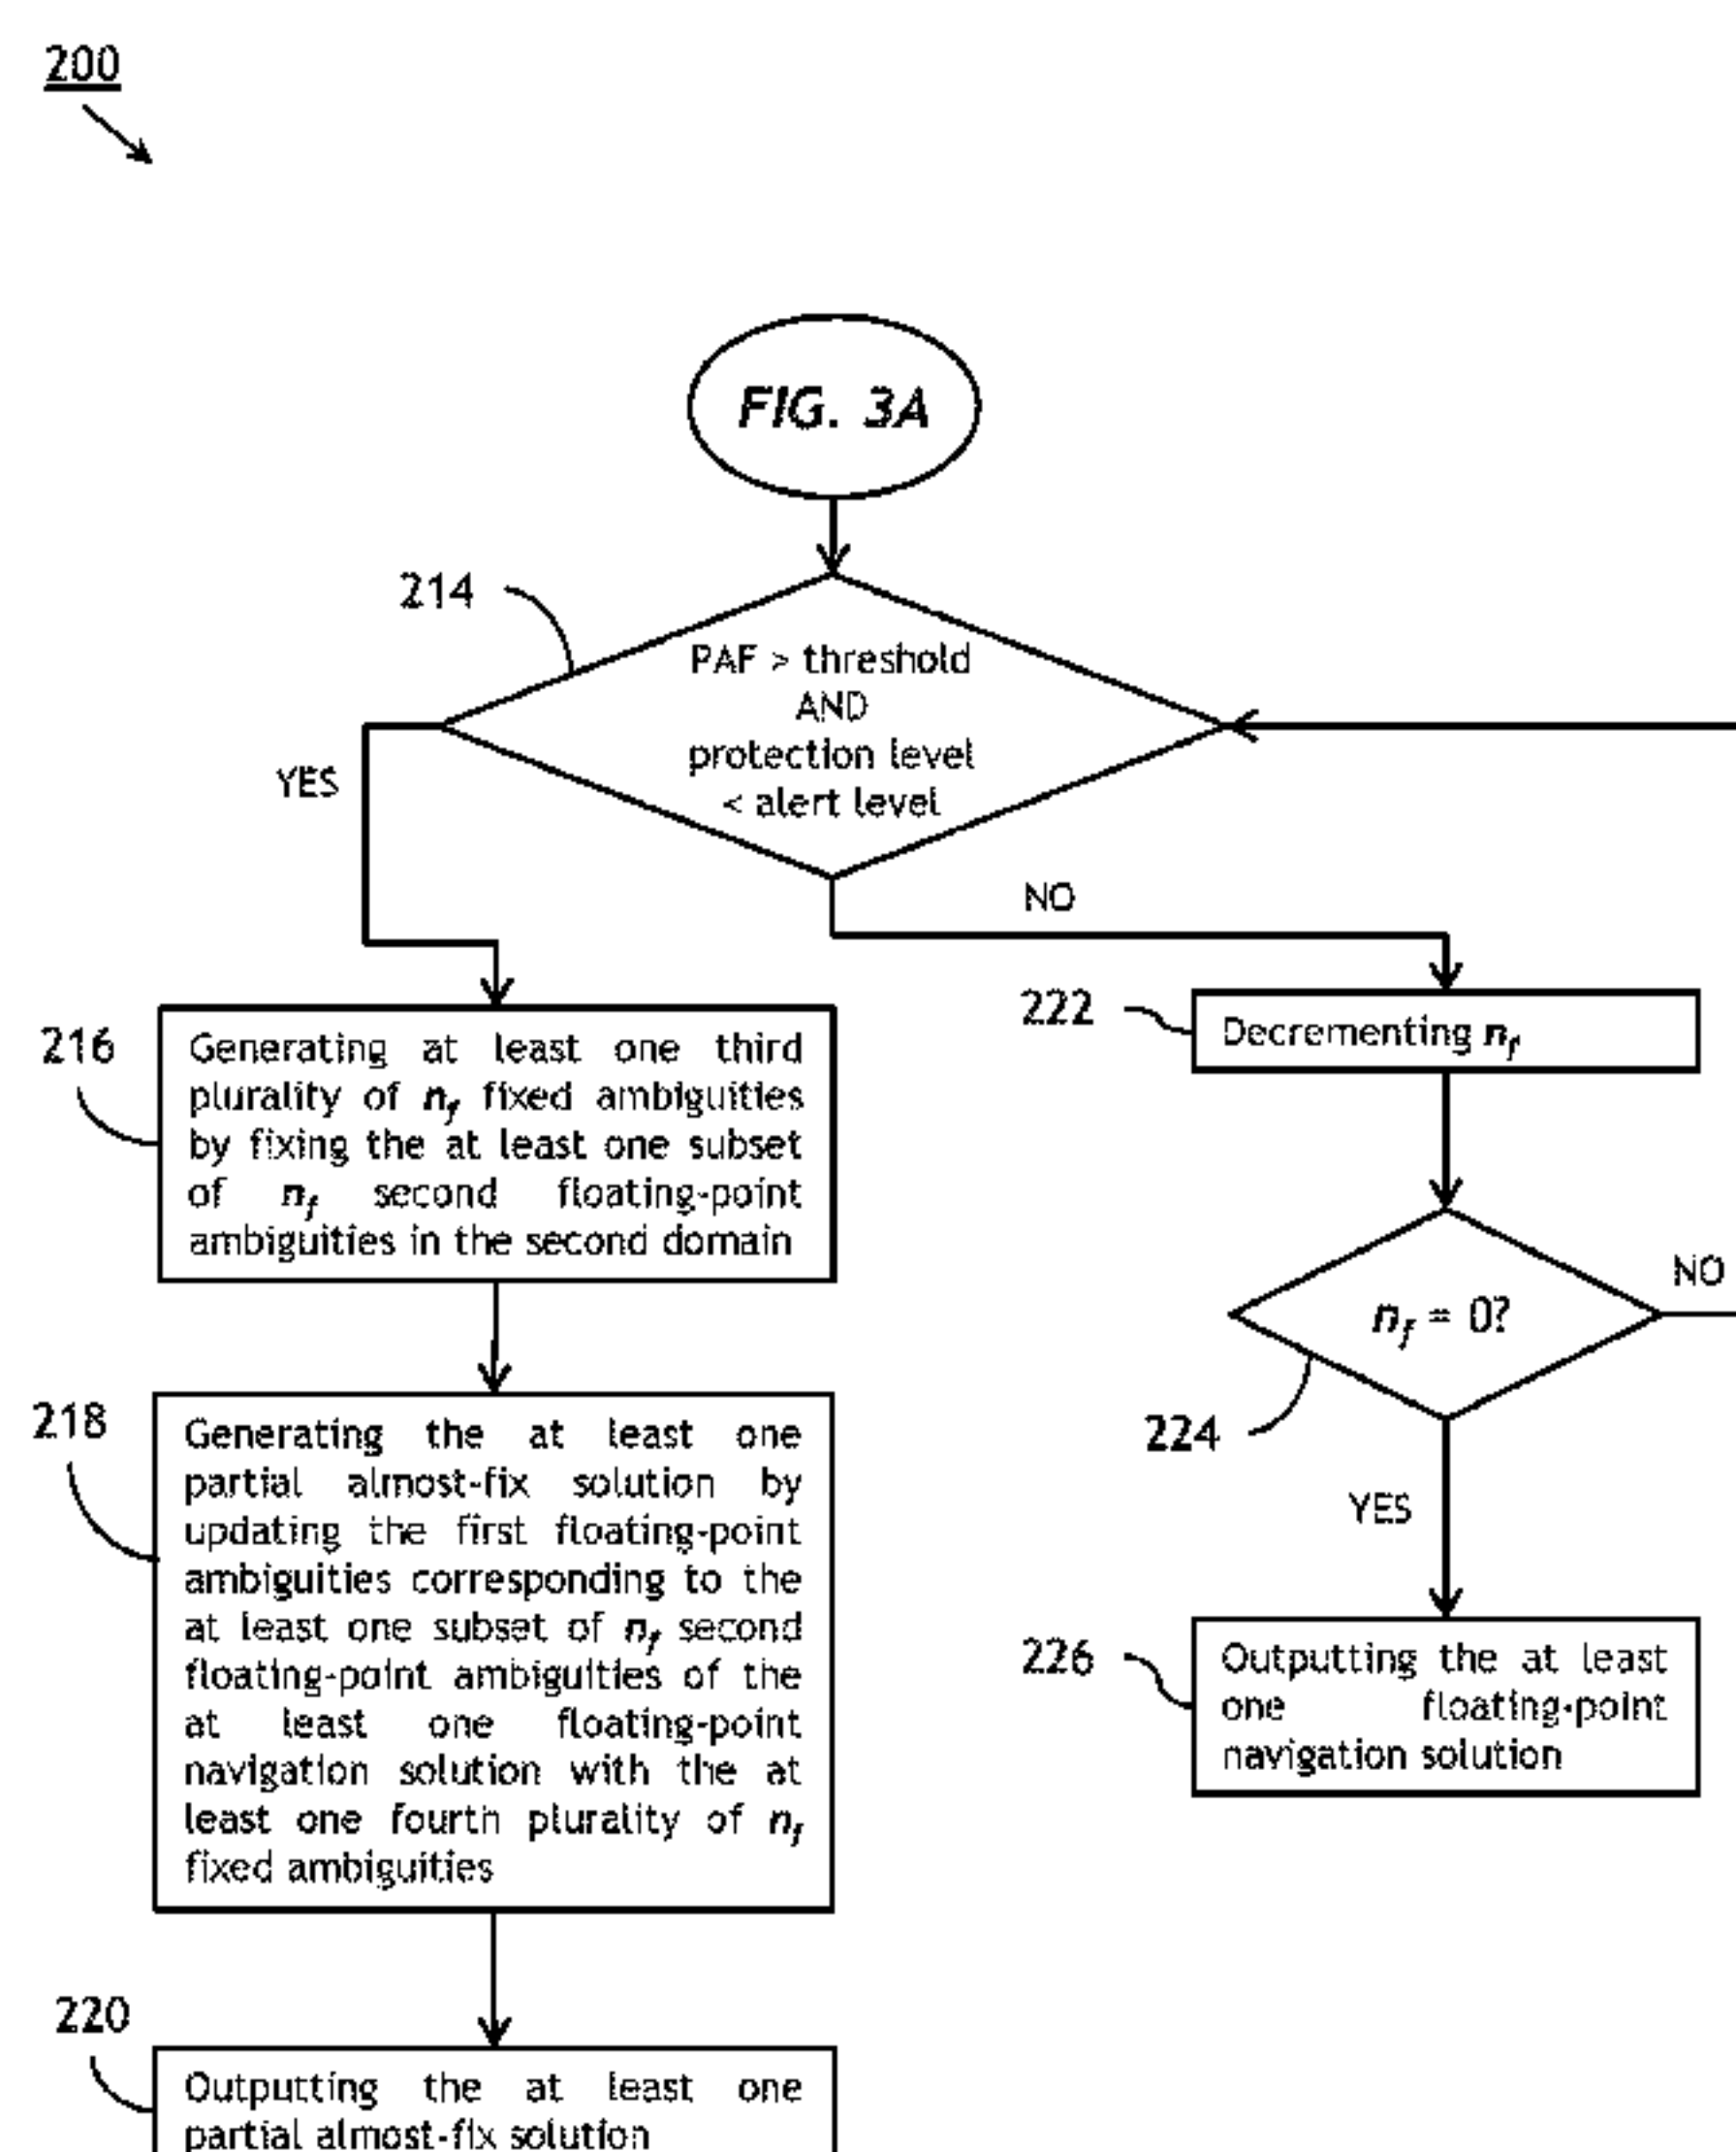 200
FIG. 3A
214
PAF > threshold
AND
protection level
< alert level
YES
NO
216
Generating at least one third
plurality of nf fixed ambiguities
by fixing the at least one subset
of nf second floating-point
ambiguities in the second domain
222
Decrementing nf
nf = 0?
NO
224
YES
218
Generating the at least one
partial almost-fix solution by
updating the first floating-point
ambiguities corresponding to the
at least one subset of nf second
floating-point ambiguities of the
at least one floating-point
navigation solution with the at
least one fourth plurality of nf
fixed ambiguities
226
Outputting the at least
one floating-point
navigation solution
220
Outputting the at least one
partial almost-fix solution